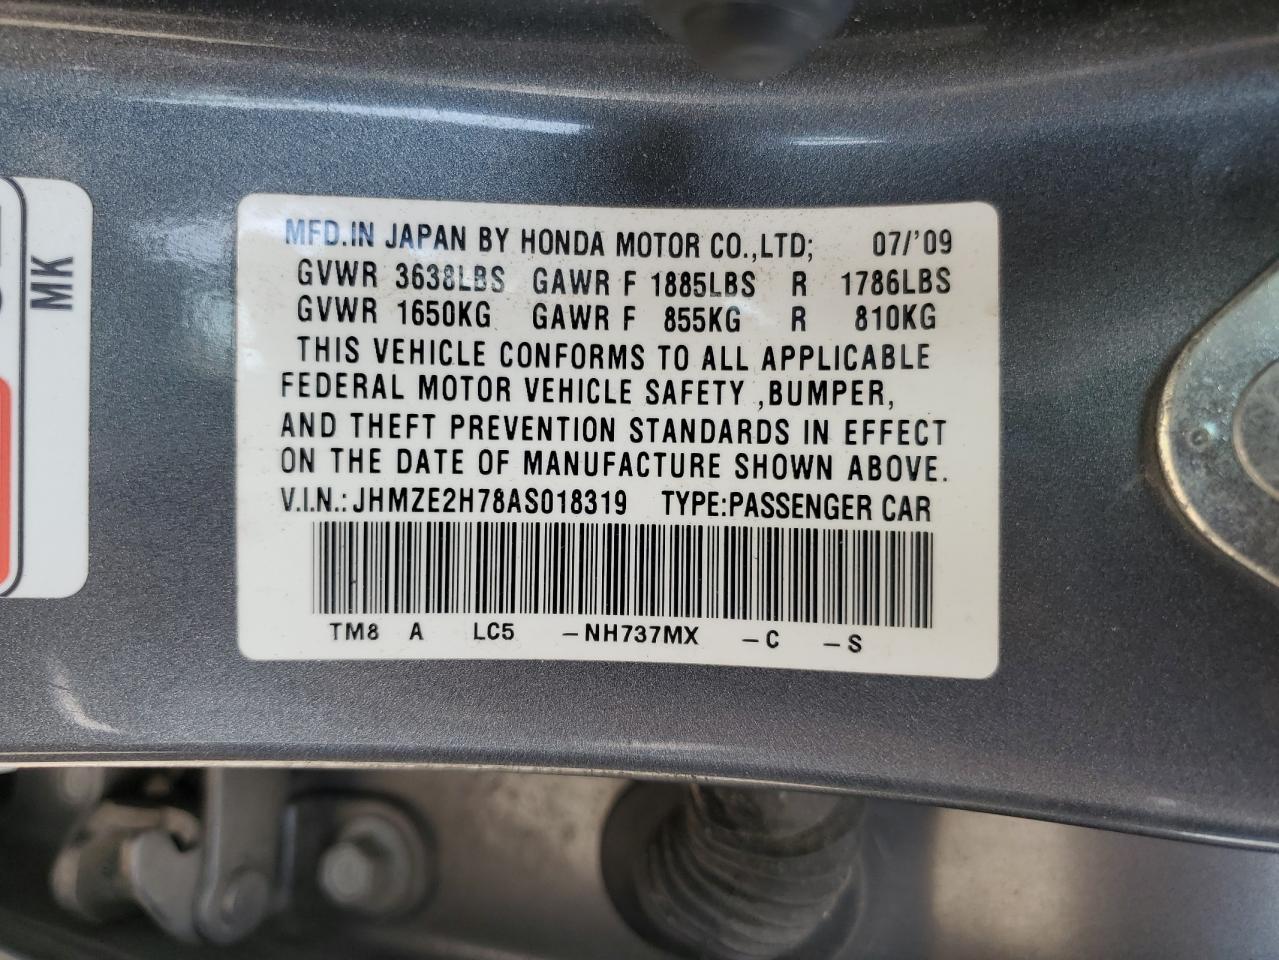 MFD.IN JAPAN BY HONDA MOTOR CO.,LTD; 07/'09
GVWR 3638LBS GAWR F 1885LBS R 1786LBS
GVWR 1650KG GAWR F 855KG R 810KG
THIS VEHICLE CONFORMS TO ALL APPLICABLE
FEDERAL MOTOR VEHICLE SAFETY ,BUMPER,
AND THEFT PREVENTION STANDARDS IN EFFECT
ON THE DATE OF MANUFACTURE SHOWN ABOVE.
V.I.N.:JHMZE2H78AS018319 TYPE:PASSENGER CAR
TM8 A LC5 -NH737MX -C -S
MK